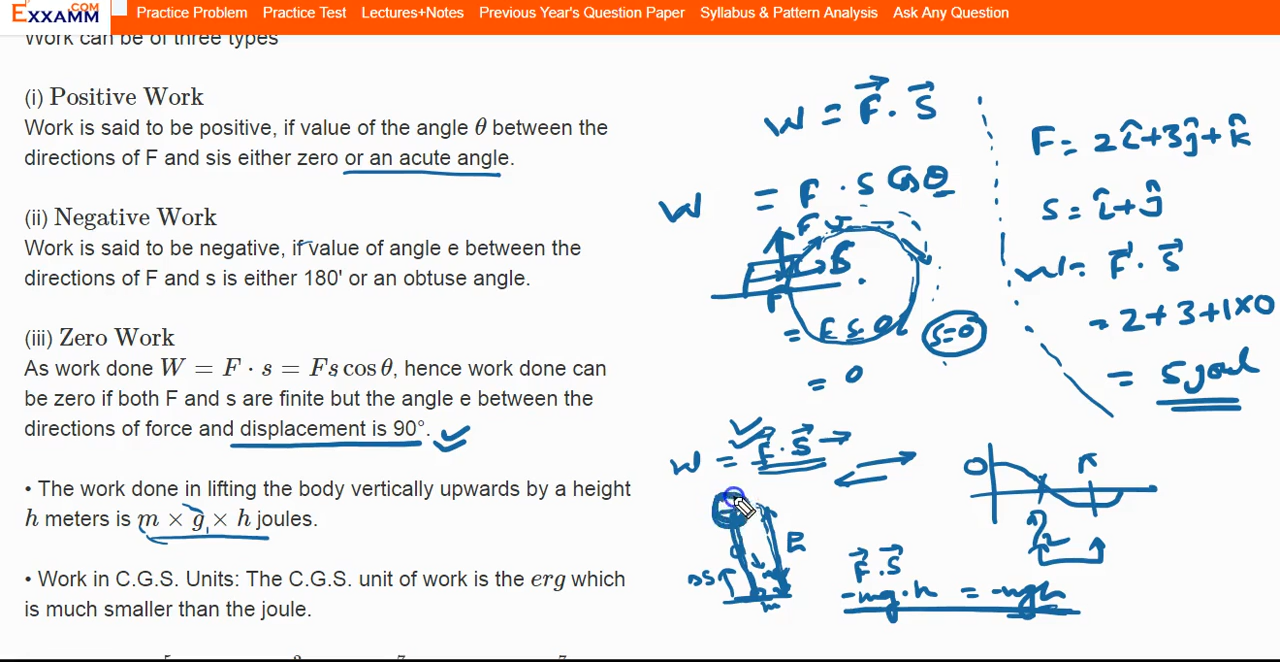 EXXAMM .COM
Practice Problem Practice Test Lectures+Notes Previous Year's Question Paper Syllabus & Pattern Analysis Ask Any Question
Work can be of three types
(i) Positive Work
Work is said to be positive, if value of the angle θ between the
directions of F and sis either zero or an acute angle.
(ii) Negative Work
Work is said to be negative, if value of angle e between the
directions of F and s is either 180' or an obtuse angle.
(iii) Zero Work
As work done W = F · s = Fs cos θ, hence work done can
be zero if both F and s are finite but the angle e between the
directions of force and displacement is 90°.
• The work done in lifting the body vertically upwards by a height
h meters is m × g × h joules.
• Work in C.G.S. Units: The C.G.S. unit of work is the erg which
is much smaller than the joule.
W = F⃗ · S⃗
W = F · s Cos θ
F
F
S=0
= 0
W = F⃗ · S⃗
F⃗ · S⃗
-mg·h = -mgh
0 π
π/2
F = 2î+3ĵ+k̂
S = î+ĵ
W = F⃗ · S⃗
= 2+3+1×0
= 5 joul